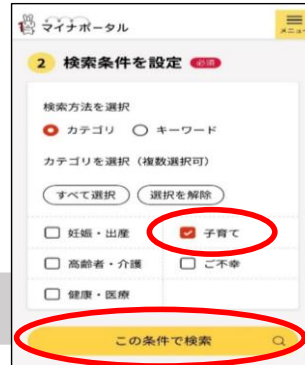 マイナポータル
メニュー
2 検索条件を設定 必須
検索方法を選択
カテゴリ キーワード
カテゴリを選択（複数選択可）
すべて選択 選択を解除
妊娠・出産 子育て
高齢者・介護 ご不幸
健康・医療
この条件で検索